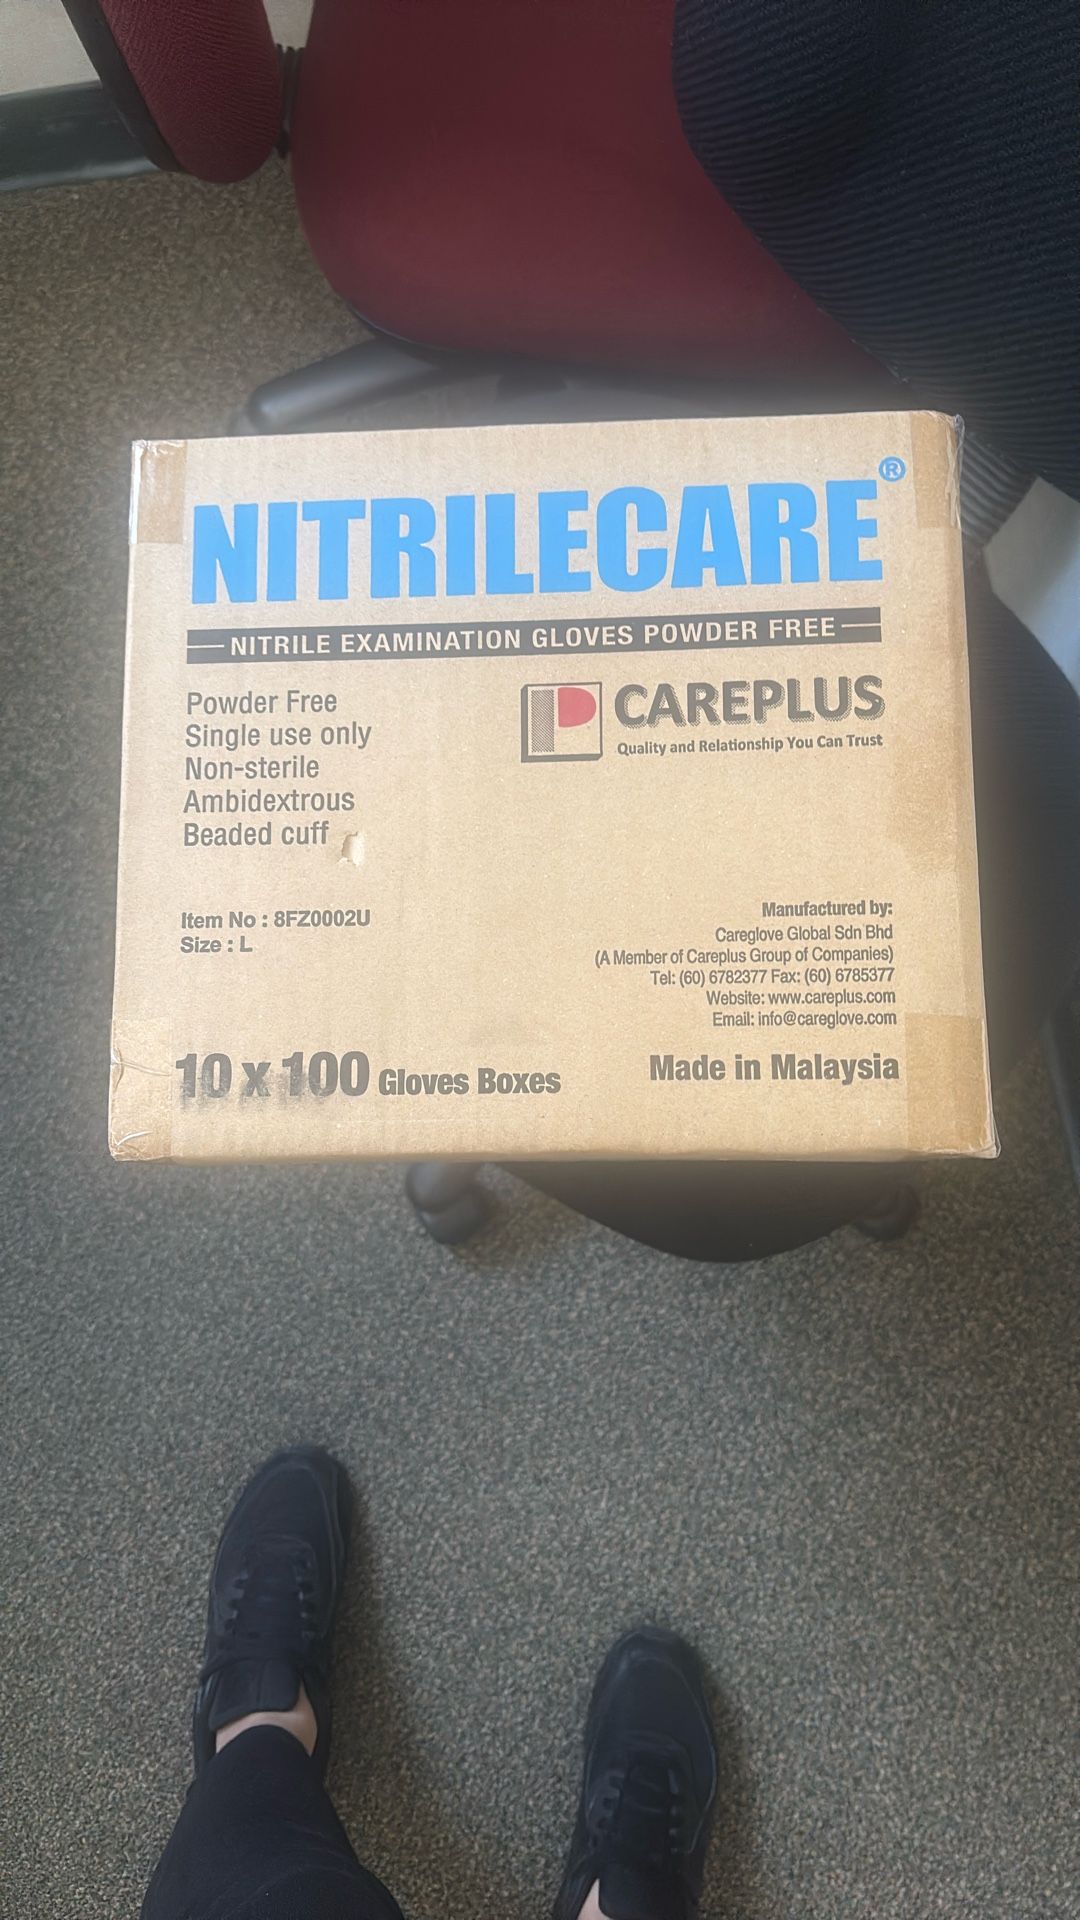 NITRILECARE®
NITRILE EXAMINATION GLOVES POWDER FREE
Powder Free
Single use only
Non-sterile
Ambidextrous
Beaded cuff
CAREPLUS
Quality and Relationship You Can Trust
Item No : 8FZ0002U
Size : L
Manufactured by:
Careglove Global Sdn Bhd
(A Member of Careplus Group of Companies)
Tel: (60) 6782377 Fax: (60) 6785377
Website: www.careplus.com
Email: info@careglove.com
10 x 100 Gloves Boxes
Made in Malaysia